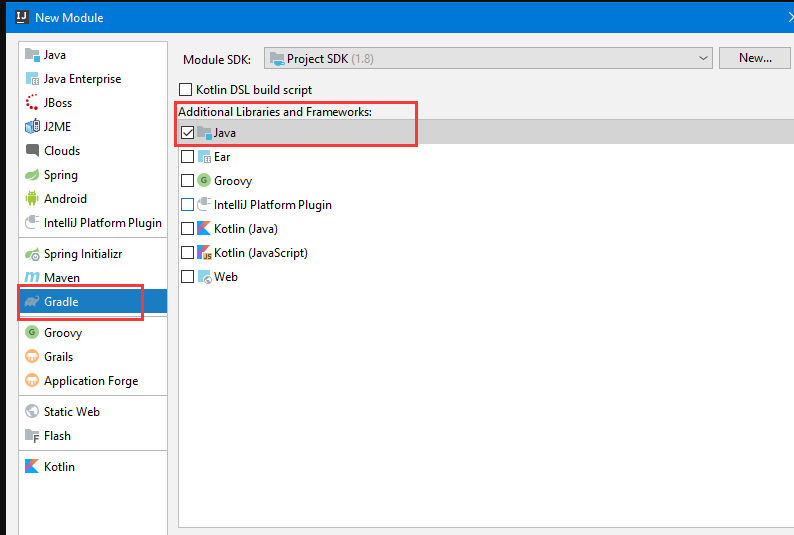 New Module
Java
Java Enterprise
JBoss
J2ME
Clouds
Spring
Android
IntelliJ Platform Plugin
Spring Initializr
Maven
Gradle
Groovy
Grails
Application Forge
Static Web
Flash
Kotlin
Module SDK:
Project SDK (1.8)
New...
Kotlin DSL build script
Additional Libraries and Frameworks:
Java
Ear
Groovy
IntelliJ Platform Plugin
Kotlin (Java)
Kotlin (JavaScript)
Web